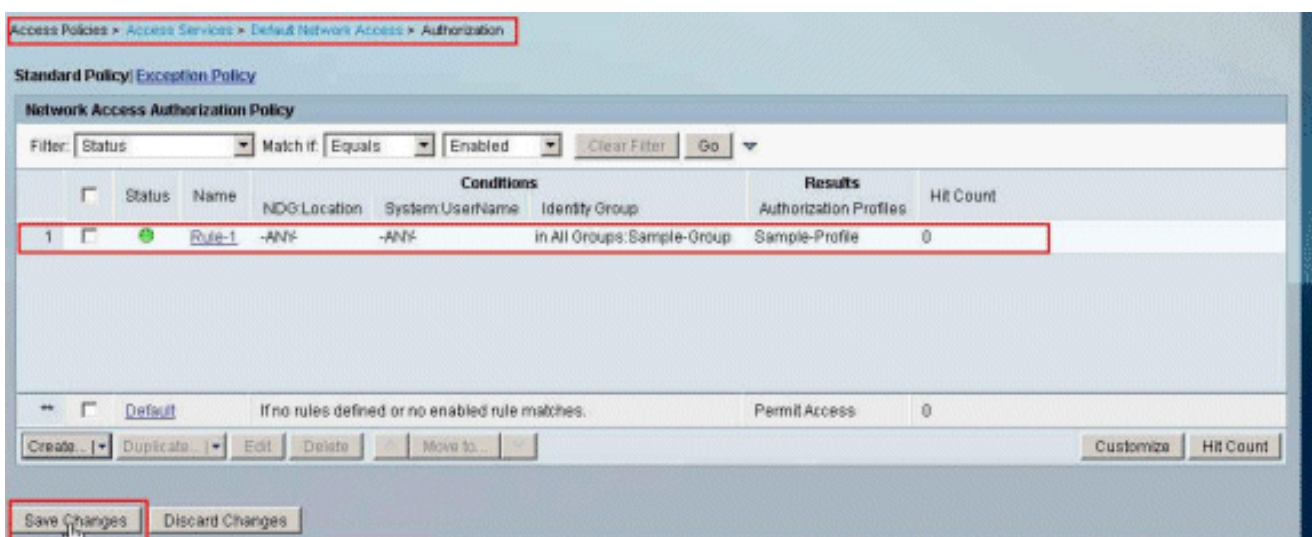 Access Policies > Access Services > Default Network Access > Authorization
Standard Policy| Exception Policy
Network Access Authorization Policy
Filter: Status Match if: Equals Enabled Clear Filter Go
Conditions Results
Status Name NDG:Location System:UserName Identity Group Authorization Profiles Hit Count
1 Rule-1 -ANY- -ANY- in All Groups:Sample-Group Sample-Profile 0
** Default If no rules defined or no enabled rule matches. Permit Access 0
Create... Duplicate... Edit Delete Move to... Customize Hit Count
Save Changes Discard Changes